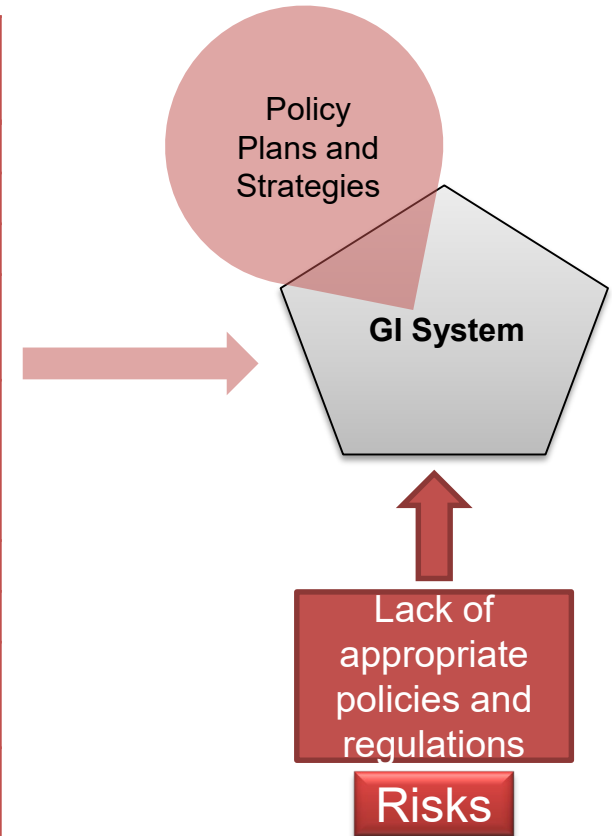 Policy
Plans and
Strategies
GI System
Lack of
appropriate
policies and
regulations
Risks